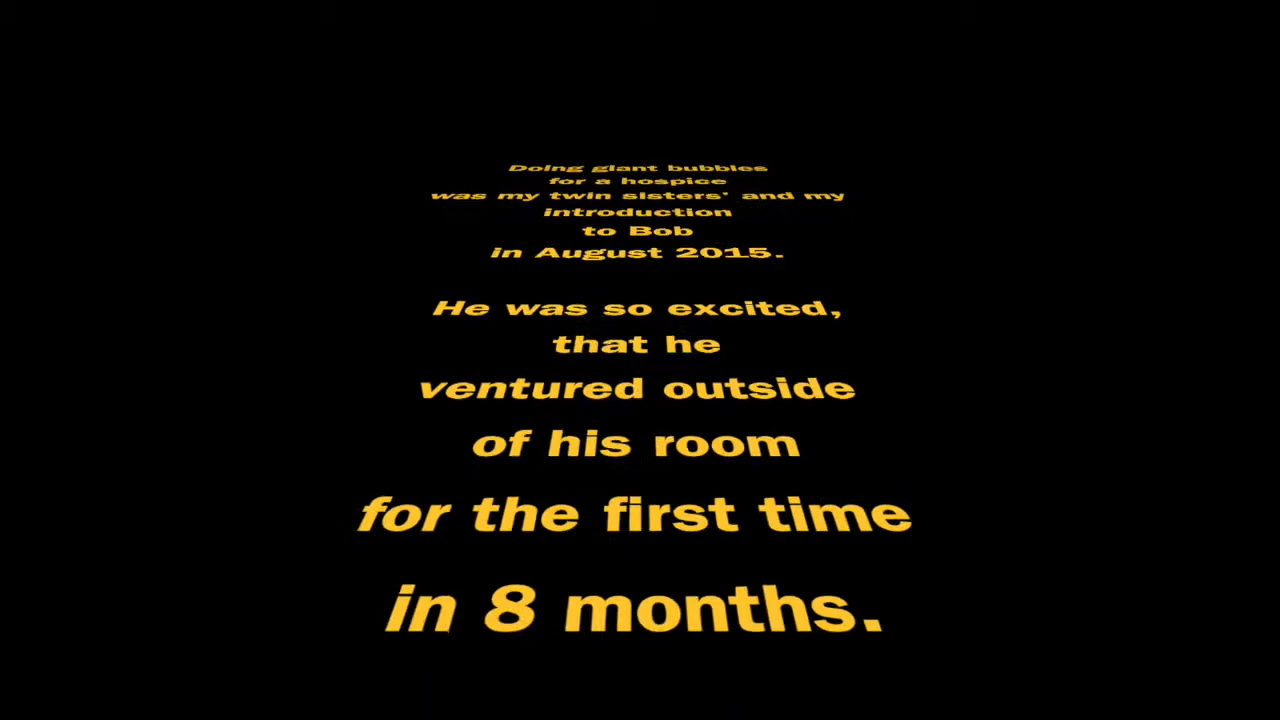 Doing giant bubbles
for a hospice
was my twin sisters' and my
introduction
to Bob
in August 2015.
He was so excited,
that he
ventured outside
of his room
for the first time
in 8 months.